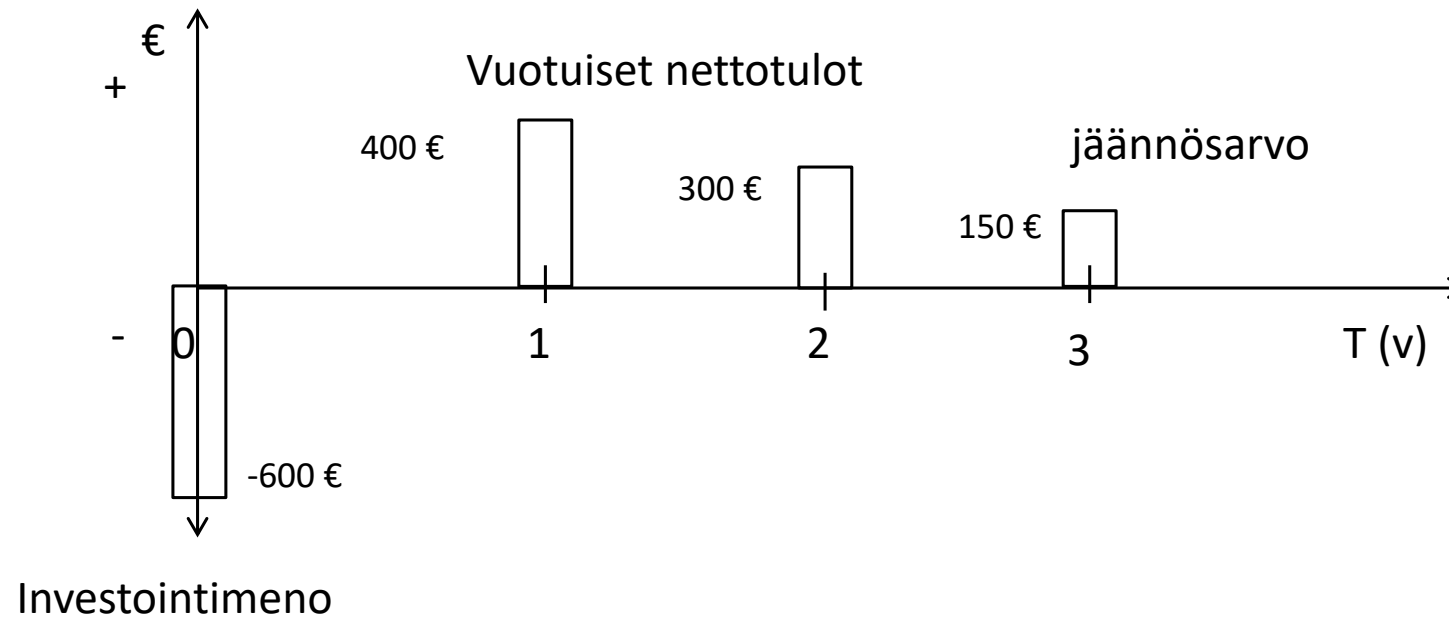 €
+
Vuotuiset nettotulot
400 €
jäännösarvo
300 €
150 €
-
0
1
2
3
T (v)
-600 €
Investointimeno